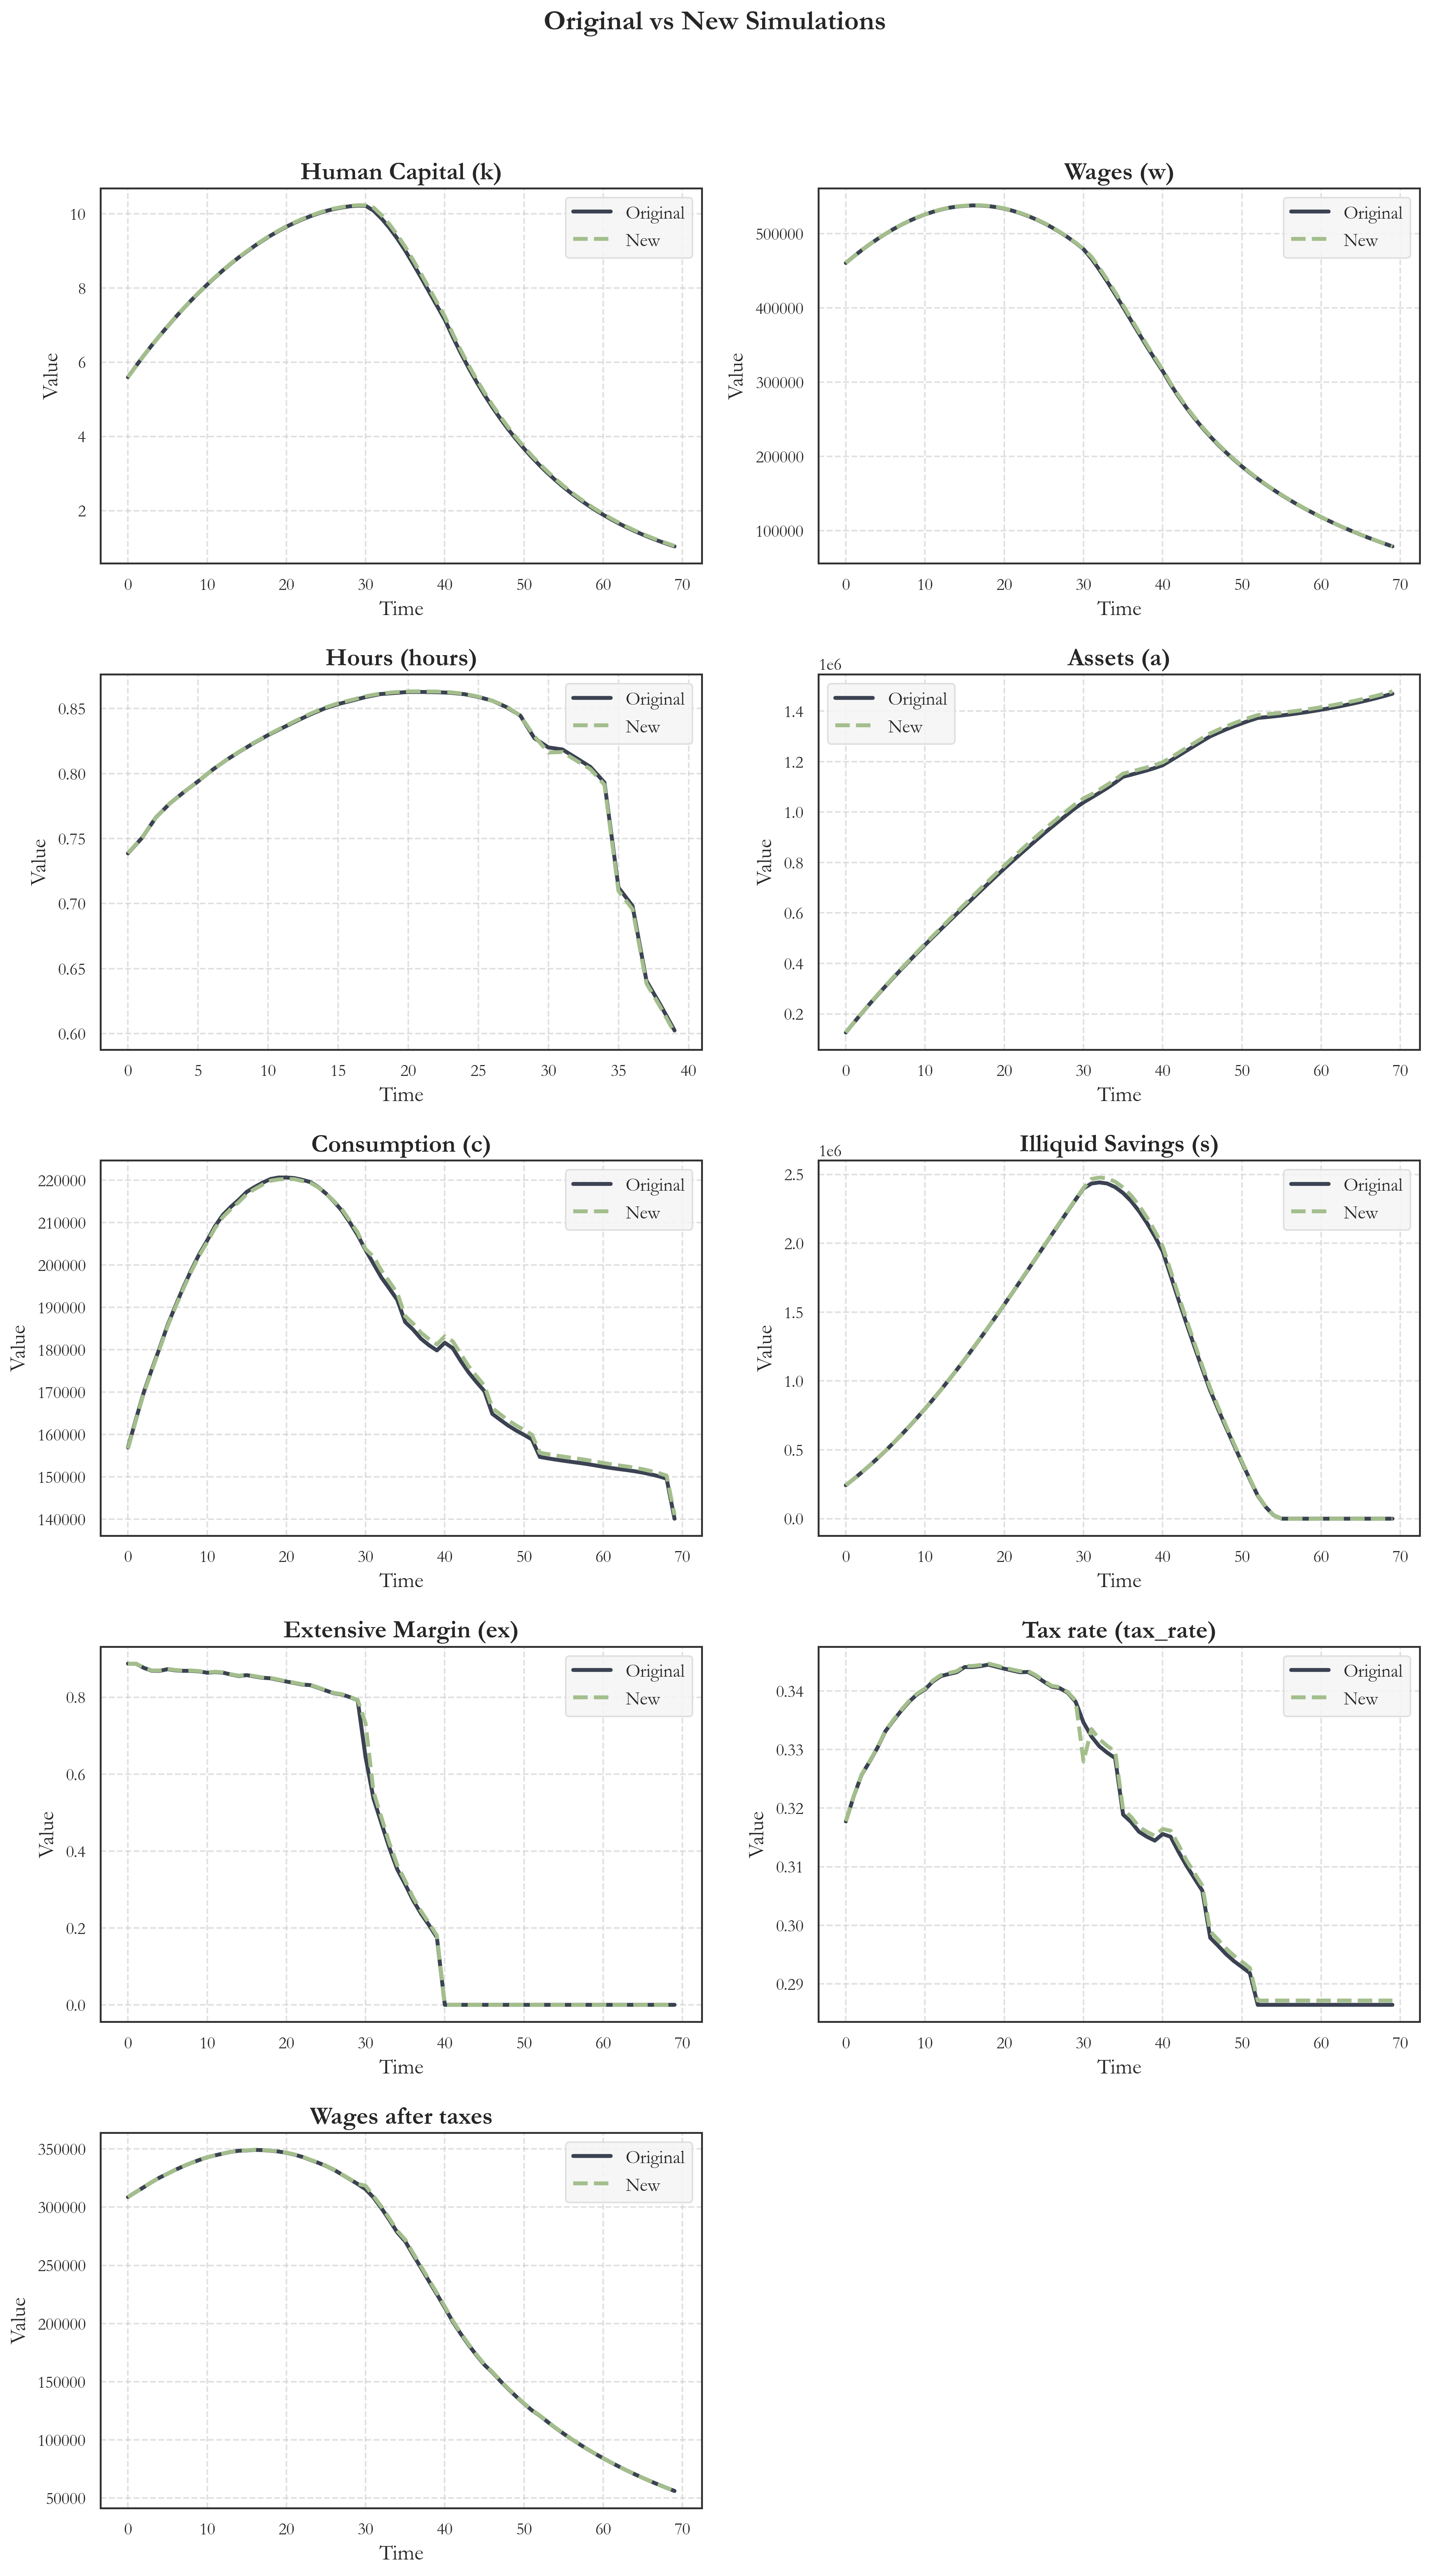 Original vs New Simulations
Human Capital (k)
Value
10
8
6
4
2
0 10 20 30 40 50 60 70
Time
Original
New
Wages (w)
Value
500000
400000
300000
200000
100000
0 10 20 30 40 50 60 70
Time
Original
New
Hours (hours)
Value
0.85
0.80
0.75
0.70
0.65
0.60
0 5 10 15 20 25 30 35 40
Time
Original
New
Assets (a)
1e6
Value
1.4
1.2
1.0
0.8
0.6
0.4
0.2
0 10 20 30 40 50 60 70
Time
Original
New
Consumption (c)
Value
220000
210000
200000
190000
180000
170000
160000
150000
140000
0 10 20 30 40 50 60 70
Time
Original
New
Illiquid Savings (s)
1e6
Value
2.5
2.0
1.5
1.0
0.5
0.0
0 10 20 30 40 50 60 70
Time
Original
New
Extensive Margin (ex)
Value
0.8
0.6
0.4
0.2
0.0
0 10 20 30 40 50 60 70
Time
Original
New
Tax rate (tax_rate)
Value
0.34
0.33
0.32
0.31
0.30
0.29
0 10 20 30 40 50 60 70
Time
Original
New
Wages after taxes
Value
350000
300000
250000
200000
150000
100000
50000
0 10 20 30 40 50 60 70
Time
Original
New